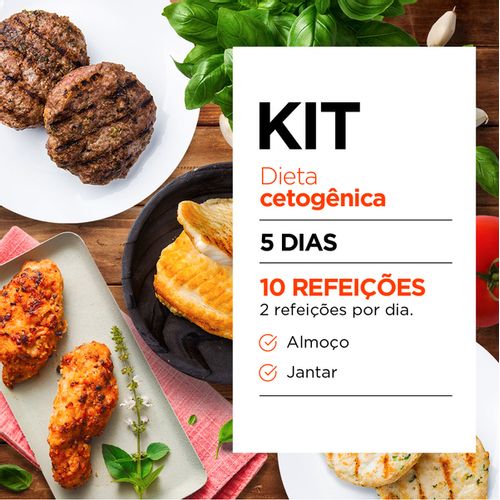 KIT
Dieta
cetogênica
5 DIAS
10 REFEIÇÕES
2 refeições por dia.
Almoço
Jantar